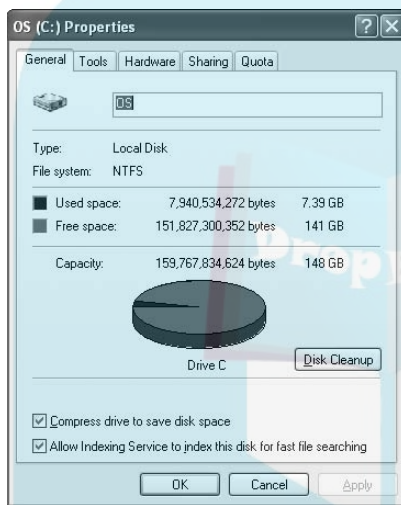 OS (C:) Properties
General Tools Hardware Sharing Quota
OS
Type: Local Disk
File system: NTFS
Used space: 7,940,534,272 bytes 7.39 GB
Free space: 151,827,300,352 bytes 141 GB
Capacity: 159,767,834,624 bytes 148 GB
Drive C
Disk Cleanup
Compress drive to save disk space
Allow Indexing Service to index this disk for fast file searching
OK Cancel Apply